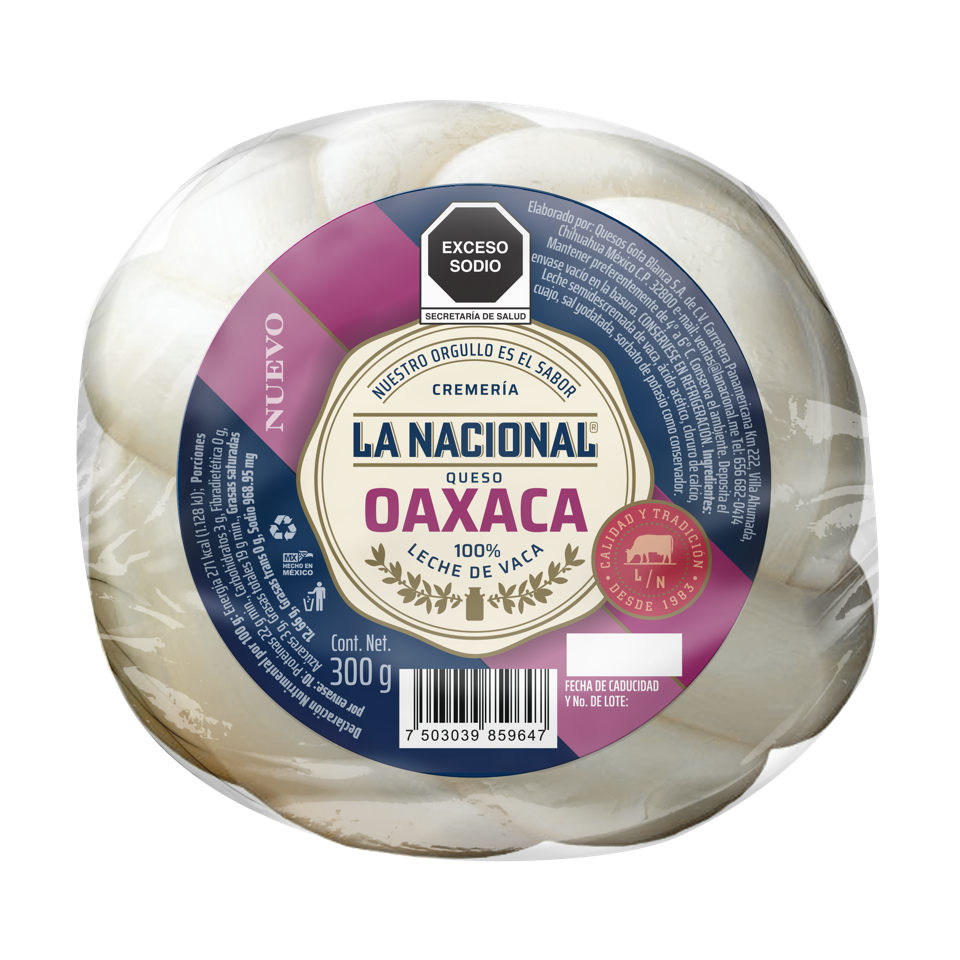 EXCESO
SODIO
SECRETARÍA DE SALUD
NUEVO
NUESTRO ORGULLO ES EL SABOR
CREMERÍA
LA NACIONAL®
QUESO
OAXACA
100%
LECHE DE VACA
CALIDAD Y TRADICIÓN
L/N
• DESDE 1983 •
Elaborado por: Quesos Gota Blanca S.A. de C.V. Carretera Panamericana Km 222, Villa Ahumada,
Chihuahua México C.P. 32800 e-mail: ventas@lanacional.me Tel: 656 682-0414
Mantener preferentemente de 4° a 6° C. Conserva el ambiente. Deposita el
envase vacío en la basura. CONSÉRVESE EN REFRIGERACIÓN. Ingredientes:
Leche semidescremada de vaca, ácido acético, cloruro de calcio,
cuajo, sal yodatada, sorbato de potasio como conservador.
Declaración Nutrimental por 100 g: Energía 271 kcal (1.128 kJ); Porciones
por envase: 10; Proteínas 22.9 min., Carbohidratos 3 g, Fibra dietética 0 g,
Azúcares 3 g, Grasas totales 19 g min., Grasas saturadas
12.66 g, Grasas trans 0 g, Sodio 968.95 mg
MX
HECHO EN
MÉXICO
Cont. Net.
300 g
7 503039 859647
FECHA DE CADUCIDAD
Y No. DE LOTE: